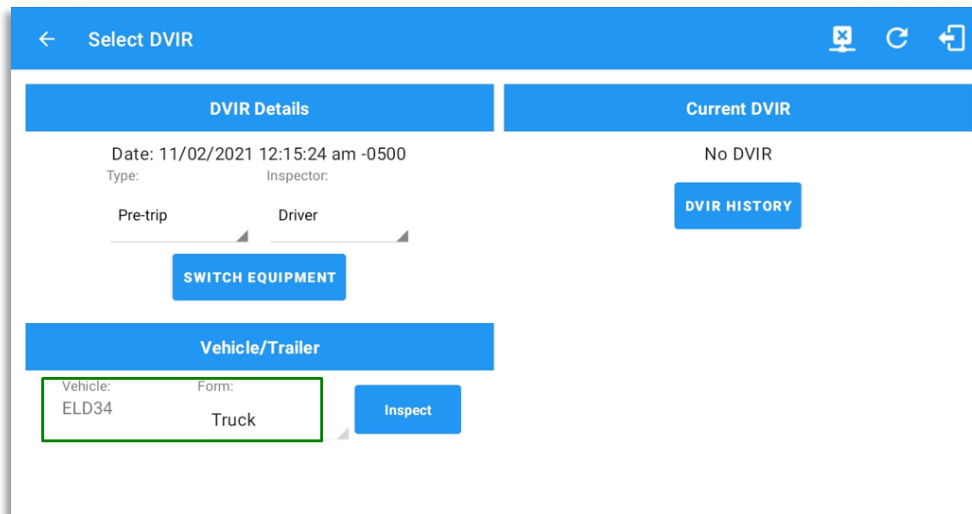 Select DVIR
DVIR Details
Date: 11/02/2021 12:15:24 am -0500
Type: Inspector:
Pre-trip Driver
SWITCH EQUIPMENT
Vehicle/Trailer
Vehicle: Form:
ELD34 Truck
Inspect
Current DVIR
No DVIR
DVIR HISTORY